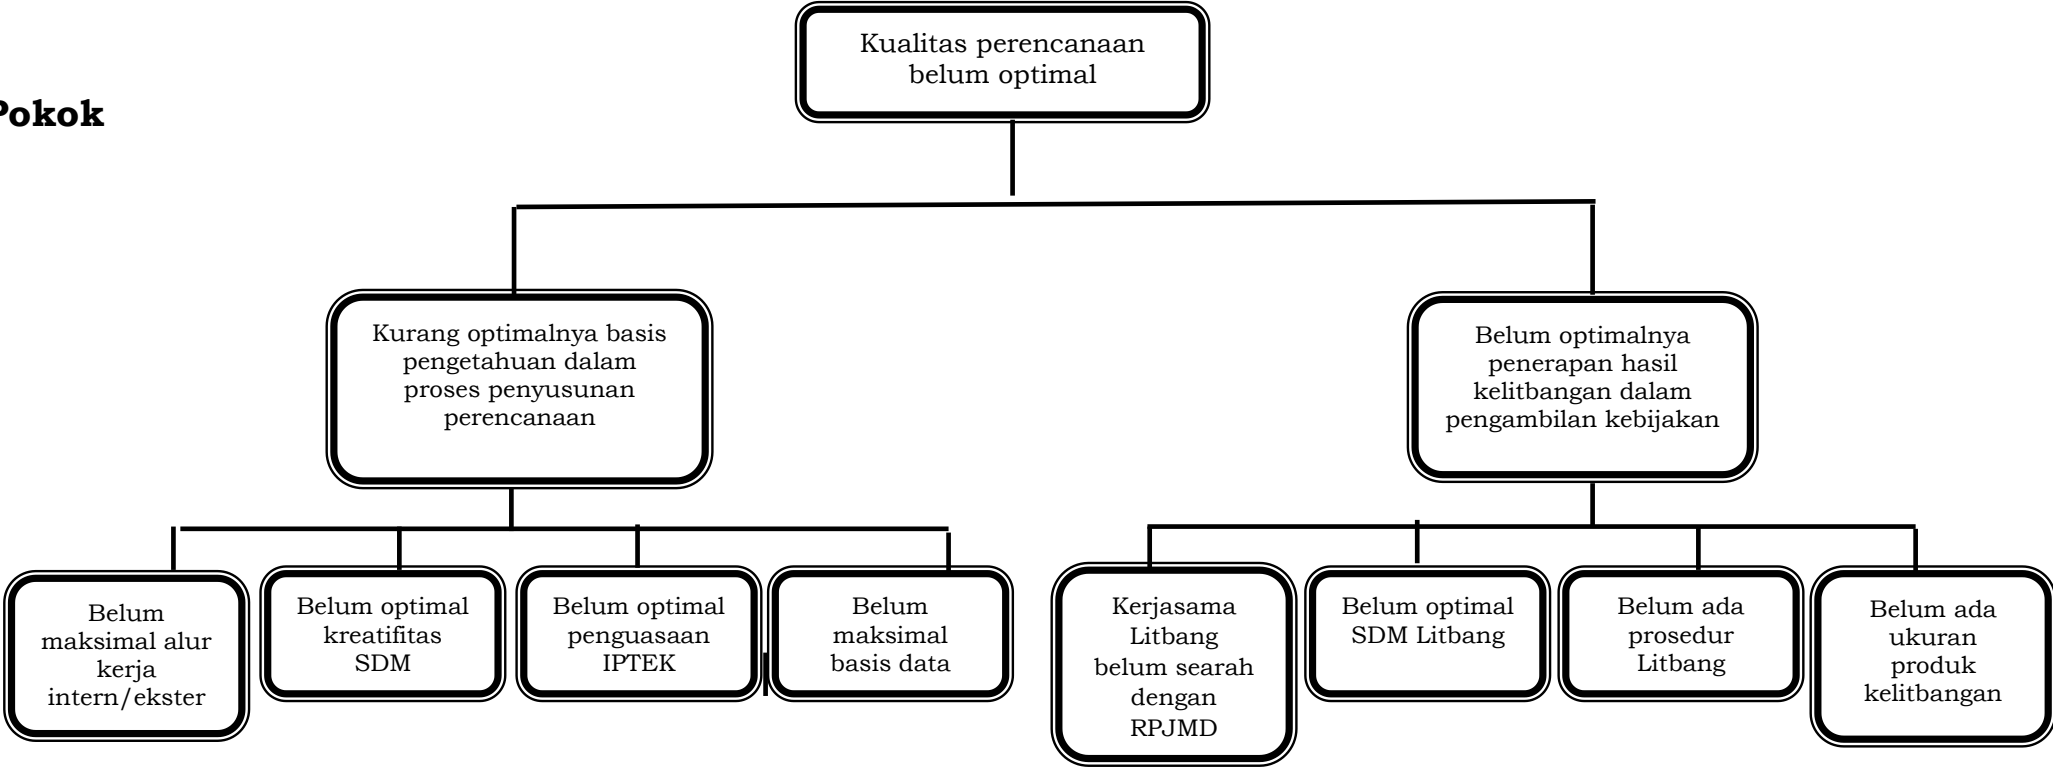 Kualitas perencanaan
belum optimal
Pokok
Kurang optimalnya basis
pengetahuan dalam
proses penyusunan
perencanaan
Belum optimalnya
penerapan hasil
kelitbangan dalam
pengambilan kebijakan
Belum
maksimal alur
kerja
intern/ekster
Belum optimal
kreatifitas
SDM
Belum optimal
penguasaan
IPTEK
Belum
maksimal
basis data
Kerjasama
Litbang
belum searah
dengan
RPJMD
Belum optimal
SDM Litbang
Belum ada
prosedur
Litbang
Belum ada
ukuran
produk
kelitbangan